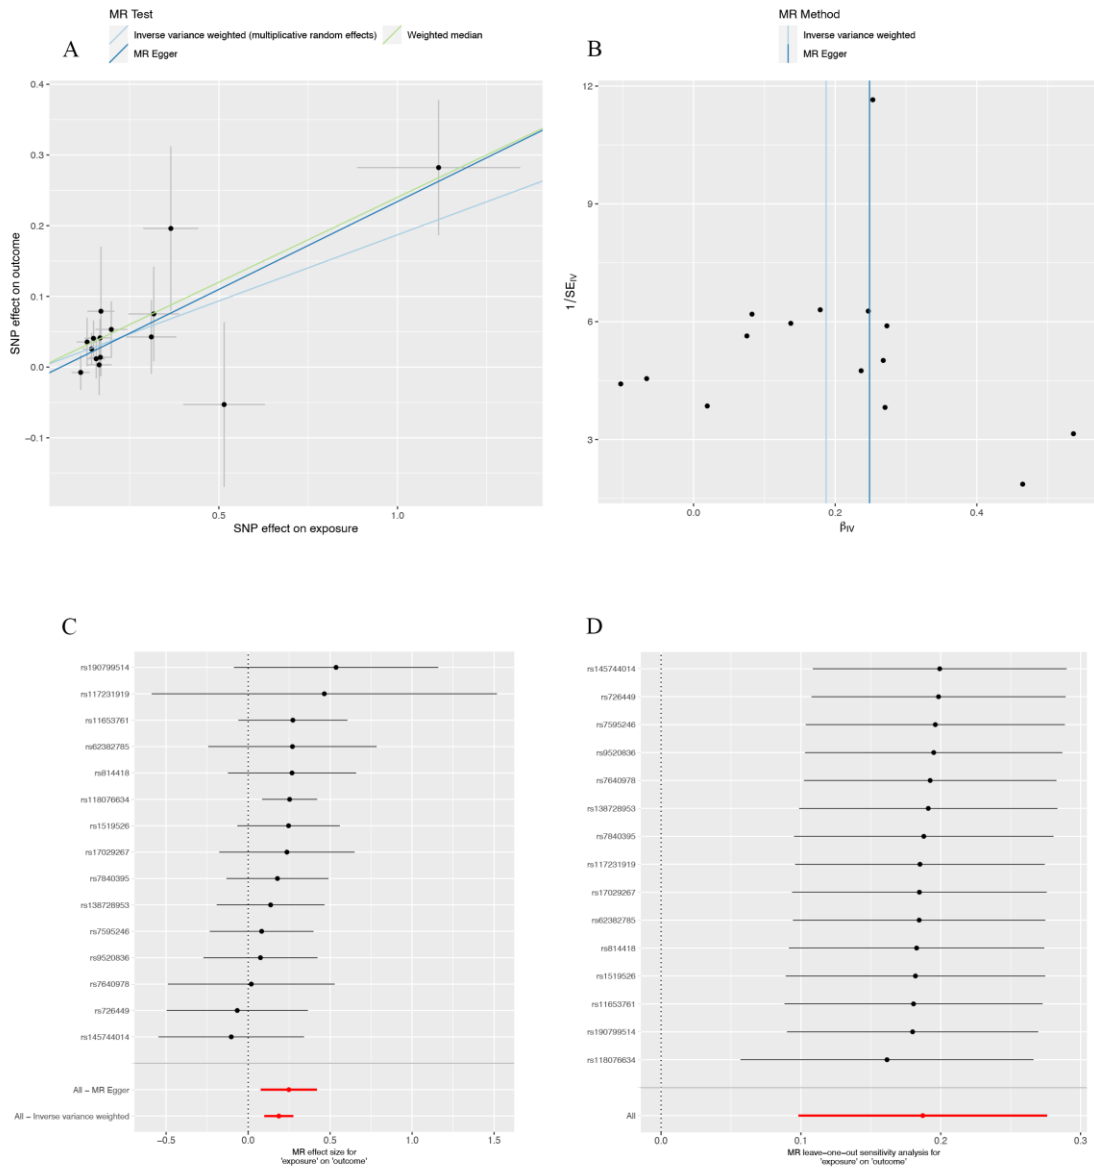 MR Test
Inverse variance weighted (multiplicative random effects)
Weighted median
MR Egger
A
0.4
0.3
0.2
0.1
0.0
−0.1
SNP effect on outcome
0.5
1.0
SNP effect on exposure
MR Method
Inverse variance weighted
MR Egger
B
12
9
6
3
1/SE_IV
0.0
0.2
0.4
β_IV
C
rs190799514
rs117231919
rs11653761
rs62382785
rs814418
rs118076634
rs1519526
rs17029267
rs7840395
rs138728953
rs7595246
rs9520836
rs7640978
rs726449
rs145744014
All − MR Egger
All − Inverse variance weighted
−0.5
0.0
0.5
1.0
1.5
MR effect size for
'exposure' on 'outcome'
D
rs145744014
rs726449
rs7595246
rs9520836
rs7640978
rs138728953
rs7840395
rs117231919
rs17029267
rs62382785
rs814418
rs1519526
rs11653761
rs190799514
rs118076634
All
0.0
0.1
0.2
0.3
MR leave−one−out sensitivity analysis for
'exposure' on 'outcome'